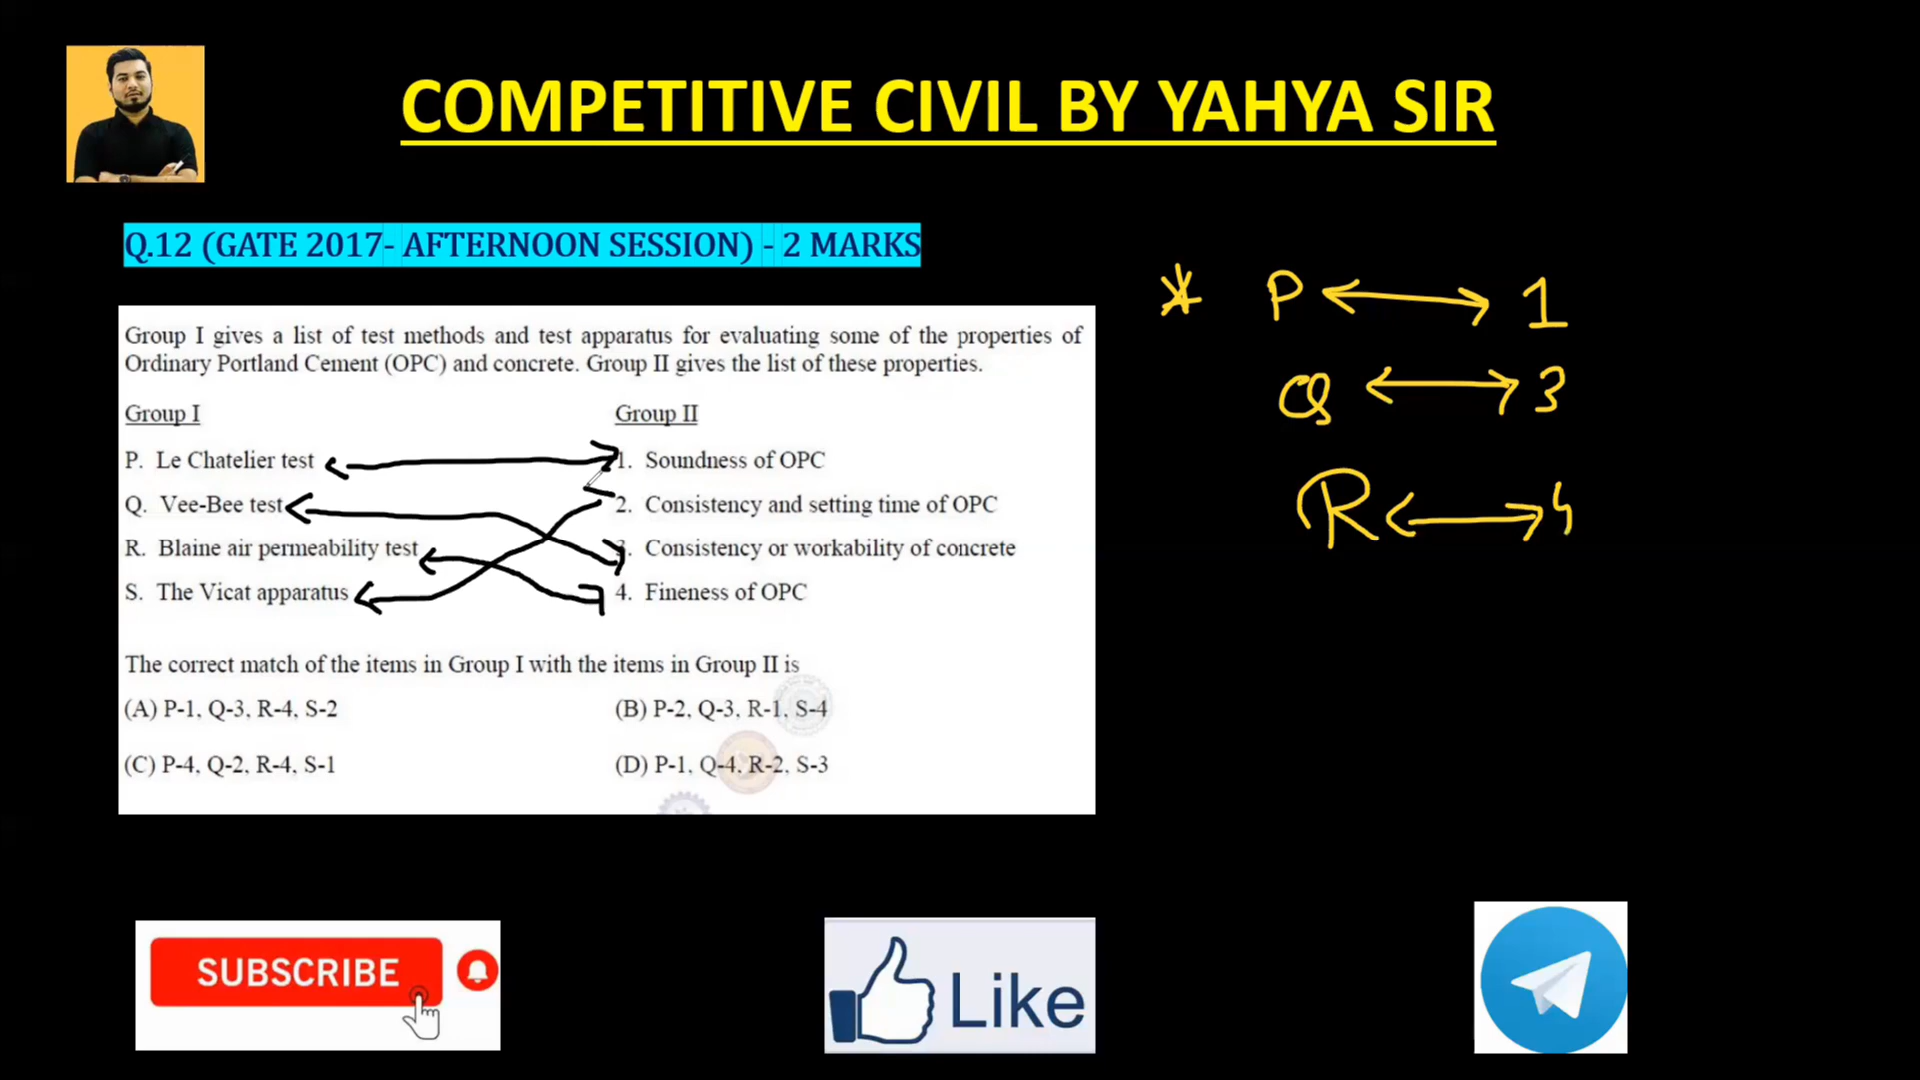 COMPETITIVE CIVIL BY YAHYA SIR
Q.12 (GATE 2017- AFTERNOON SESSION) - 2 MARKS
Group I gives a list of test methods and test apparatus for evaluating some of the properties of
Ordinary Portland Cement (OPC) and concrete. Group II gives the list of these properties.
Group I Group II
P. Le Chatelier test 1. Soundness of OPC
Q. Vee-Bee test 2. Consistency and setting time of OPC
R. Blaine air permeability test 3. Consistency or workability of concrete
S. The Vicat apparatus 4. Fineness of OPC
The correct match of the items in Group I with the items in Group II is
(A) P-1, Q-3, R-4, S-2 (B) P-2, Q-3, R-1, S-4
(C) P-4, Q-2, R-4, S-1 (D) P-1, Q-4, R-2, S-3
* P ↔ 1
Q ↔ 3
R ↔ 4
SUBSCRIBE
Like